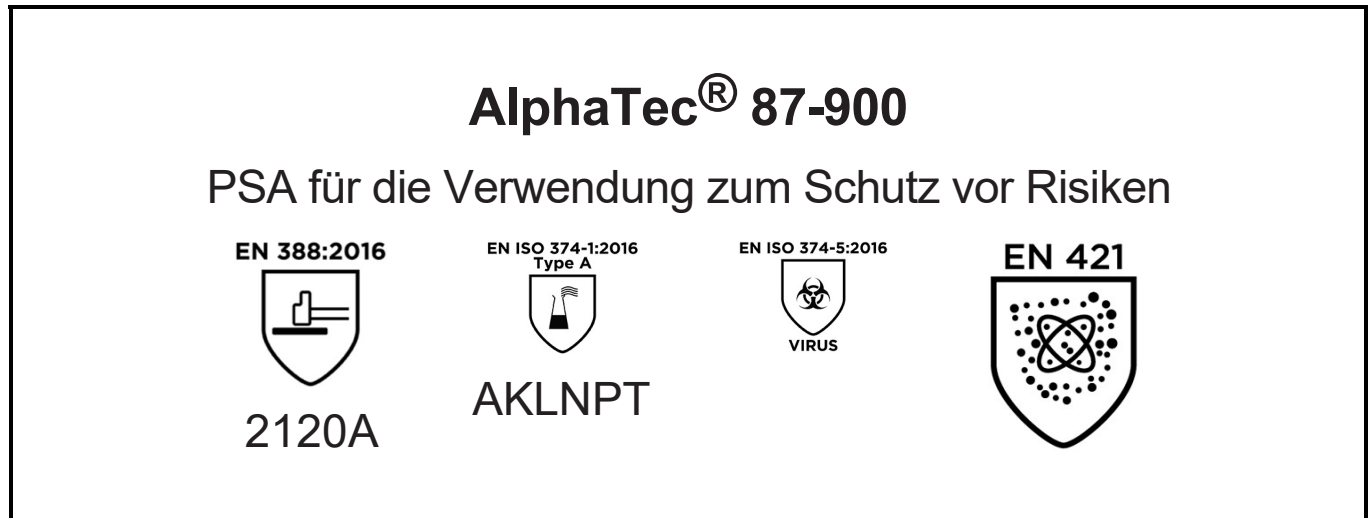 AlphaTec® 87-900
PSA für die Verwendung zum Schutz vor Risiken
EN 388:2016
2120A
EN ISO 374-1:2016
Type A
AKLNPT
EN ISO 374-5:2016
VIRUS
EN 421